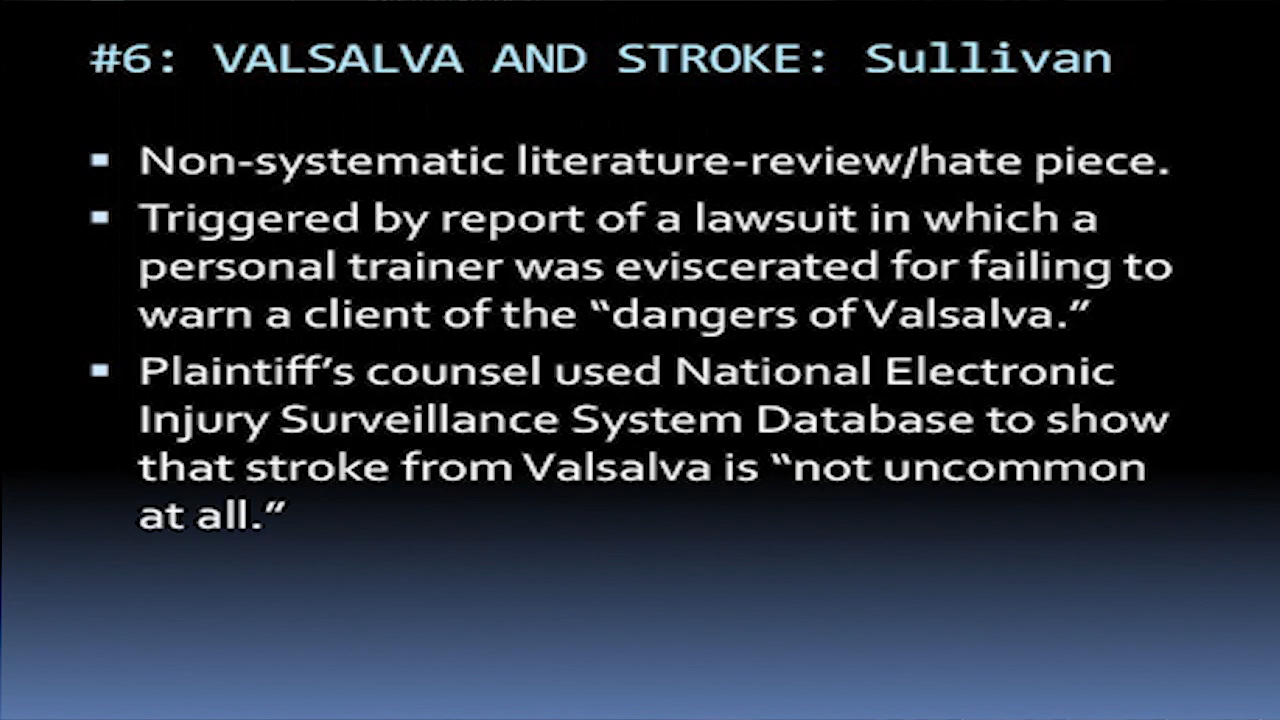 #6: VALSALVA AND STROKE: Sullivan
Non-systematic literature-review/hate piece.
Triggered by report of a lawsuit in which a
personal trainer was eviscerated for failing to
warn a client of the “dangers of Valsalva.”
Plaintiff’s counsel used National Electronic
Injury Surveillance System Database to show
that stroke from Valsalva is “not uncommon
at all.”